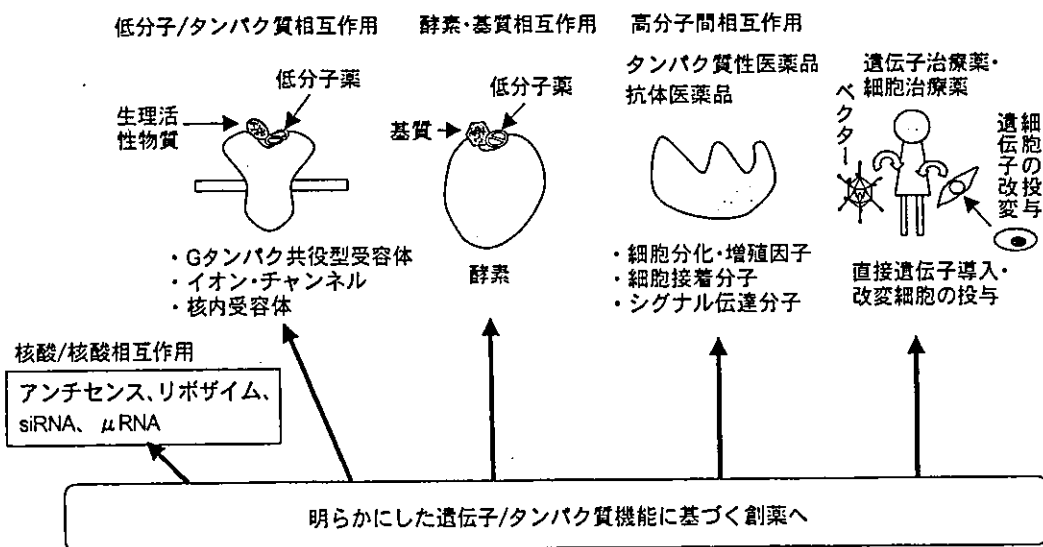 低分子/タンパク質相互作用
低分子薬
生理活
性物質
・Gタンパク共役型受容体
・イオン・チャンネル
・核内受容体
酵素・基質相互作用
低分子薬
基質
酵素
高分子間相互作用
タンパク質性医薬品
抗体医薬品
・細胞分化・増殖因子
・細胞接着分子
・シグナル伝達分子
遺伝子治療薬・
細胞治療薬
ベクター
細胞の投与
遺伝子改変
直接遺伝子導入・
改変細胞の投与
核酸/核酸相互作用
アンチセンス、リボザイム、
siRNA、μRNA
明らかにした遺伝子/タンパク質機能に基づく創薬へ